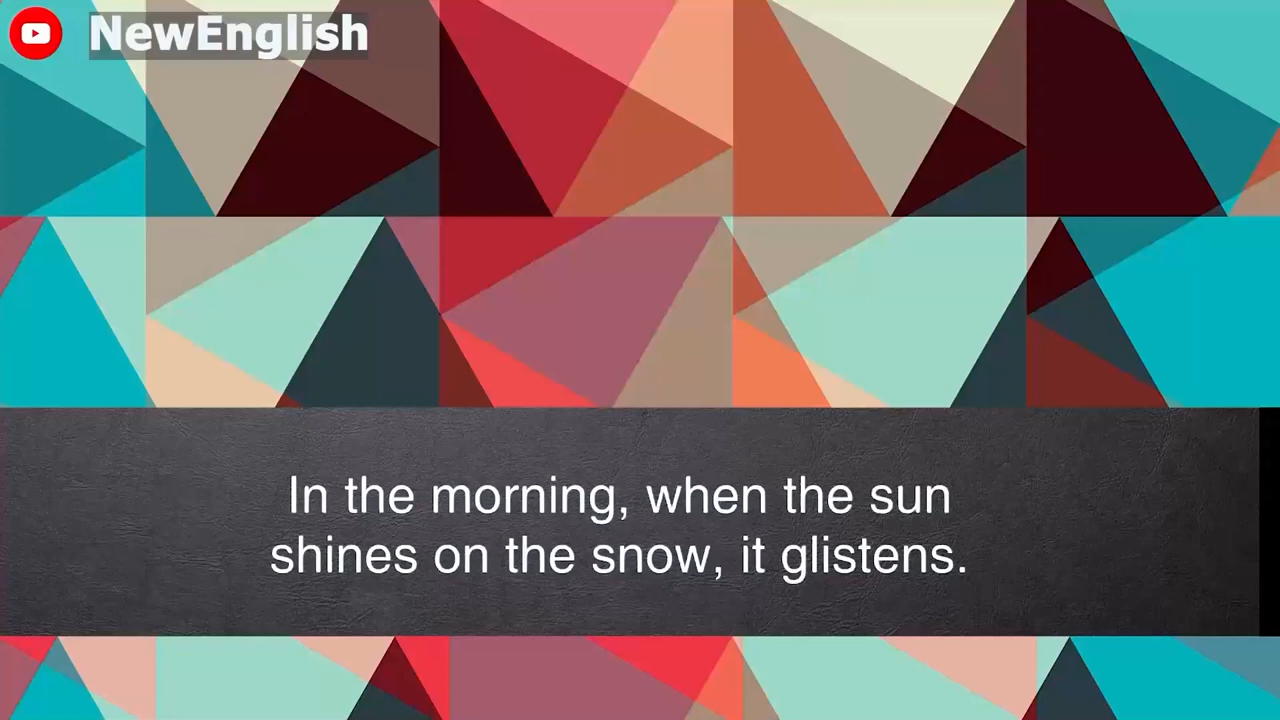 NewEnglish
In the morning, when the sun
shines on the snow, it glistens.